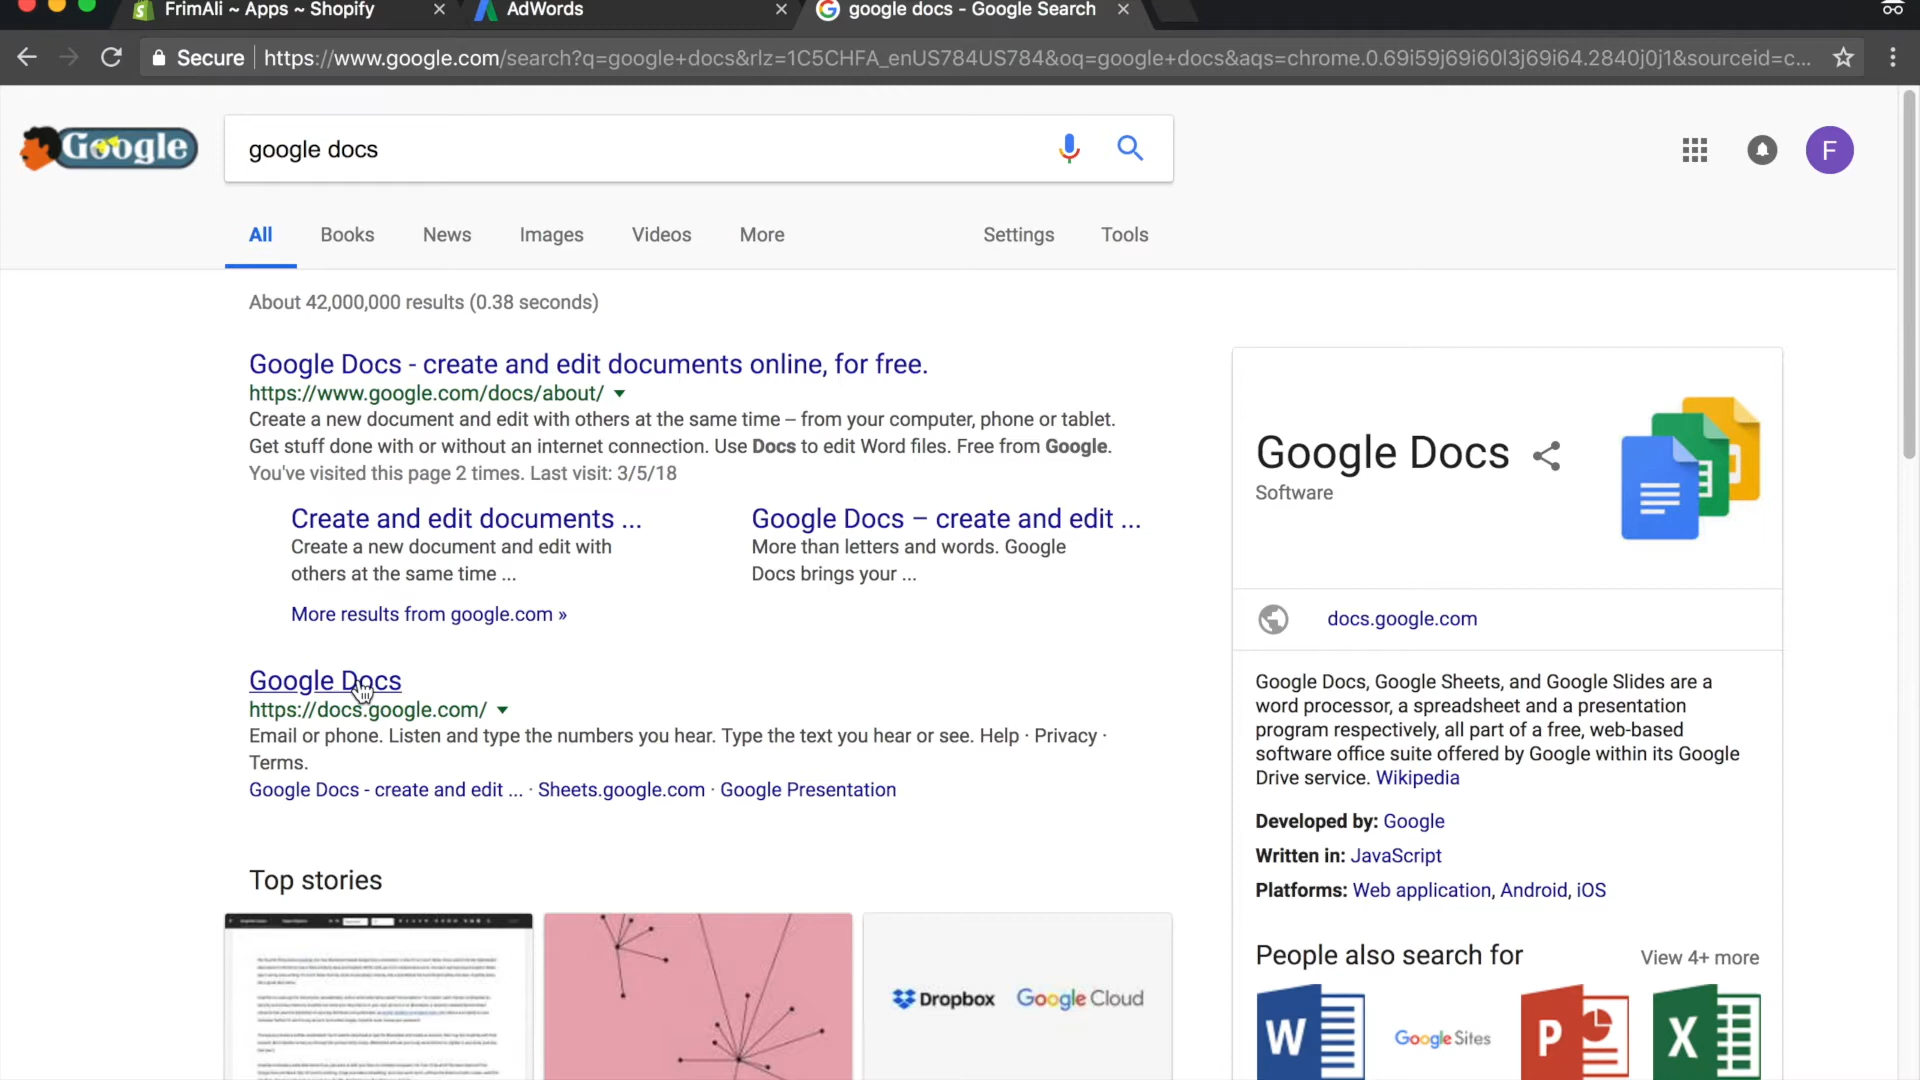 FrimAli ~ Apps ~ Shopify
AdWords
google docs - Google Search
Secure
https://www.google.com/search?q=google+docs&rlz=1C5CHFA_enUS784US784&oq=google+docs&aqs=chrome.0.69i59j69i60l3j69i64.2840j0j1&sourceid=c...
Google
google docs
F
All
Books
News
Images
Videos
More
Settings
Tools
About 42,000,000 results (0.38 seconds)
Google Docs - create and edit documents online, for free.
https://www.google.com/docs/about/
Create a new document and edit with others at the same time – from your computer, phone or tablet.
Get stuff done with or without an internet connection. Use Docs to edit Word files. Free from Google.
You've visited this page 2 times. Last visit: 3/5/18
Create and edit documents ...
Create a new document and edit with
others at the same time ...
Google Docs – create and edit ...
More than letters and words. Google
Docs brings your ...
More results from google.com »
Google Docs
https://docs.google.com/
Email or phone. Listen and type the numbers you hear. Type the text you hear or see. Help · Privacy ·
Terms.
Google Docs - create and edit ... · Sheets.google.com · Google Presentation
Top stories
Dropbox
Google Cloud
Google Docs
Software
docs.google.com
Google Docs, Google Sheets, and Google Slides are a
word processor, a spreadsheet and a presentation
program respectively, all part of a free, web-based
software office suite offered by Google within its Google
Drive service. Wikipedia
Developed by: Google
Written in: JavaScript
Platforms: Web application, Android, iOS
People also search for
View 4+ more
W
Google Sites
P
X